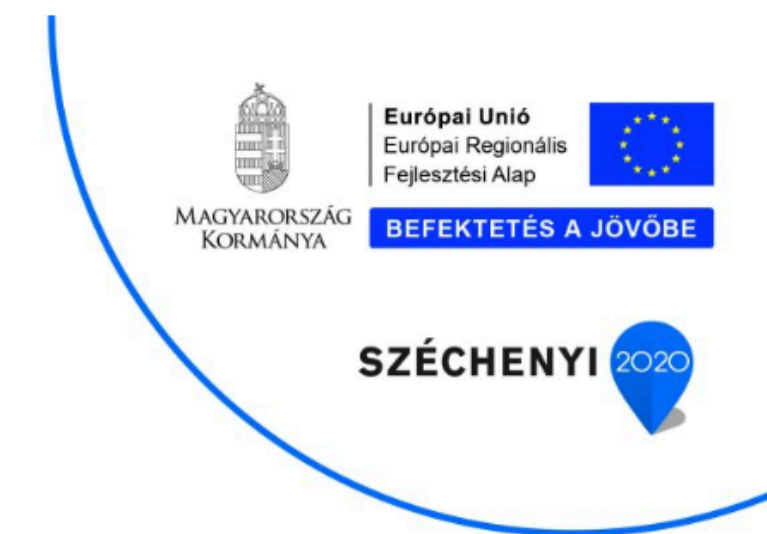 MAGYARORSZÁG
KORMÁNYA
Európai Unió
Európai Regionális
Fejlesztési Alap
BEFEKTETÉS A JÖVŐBE
SZÉCHENYI 2020